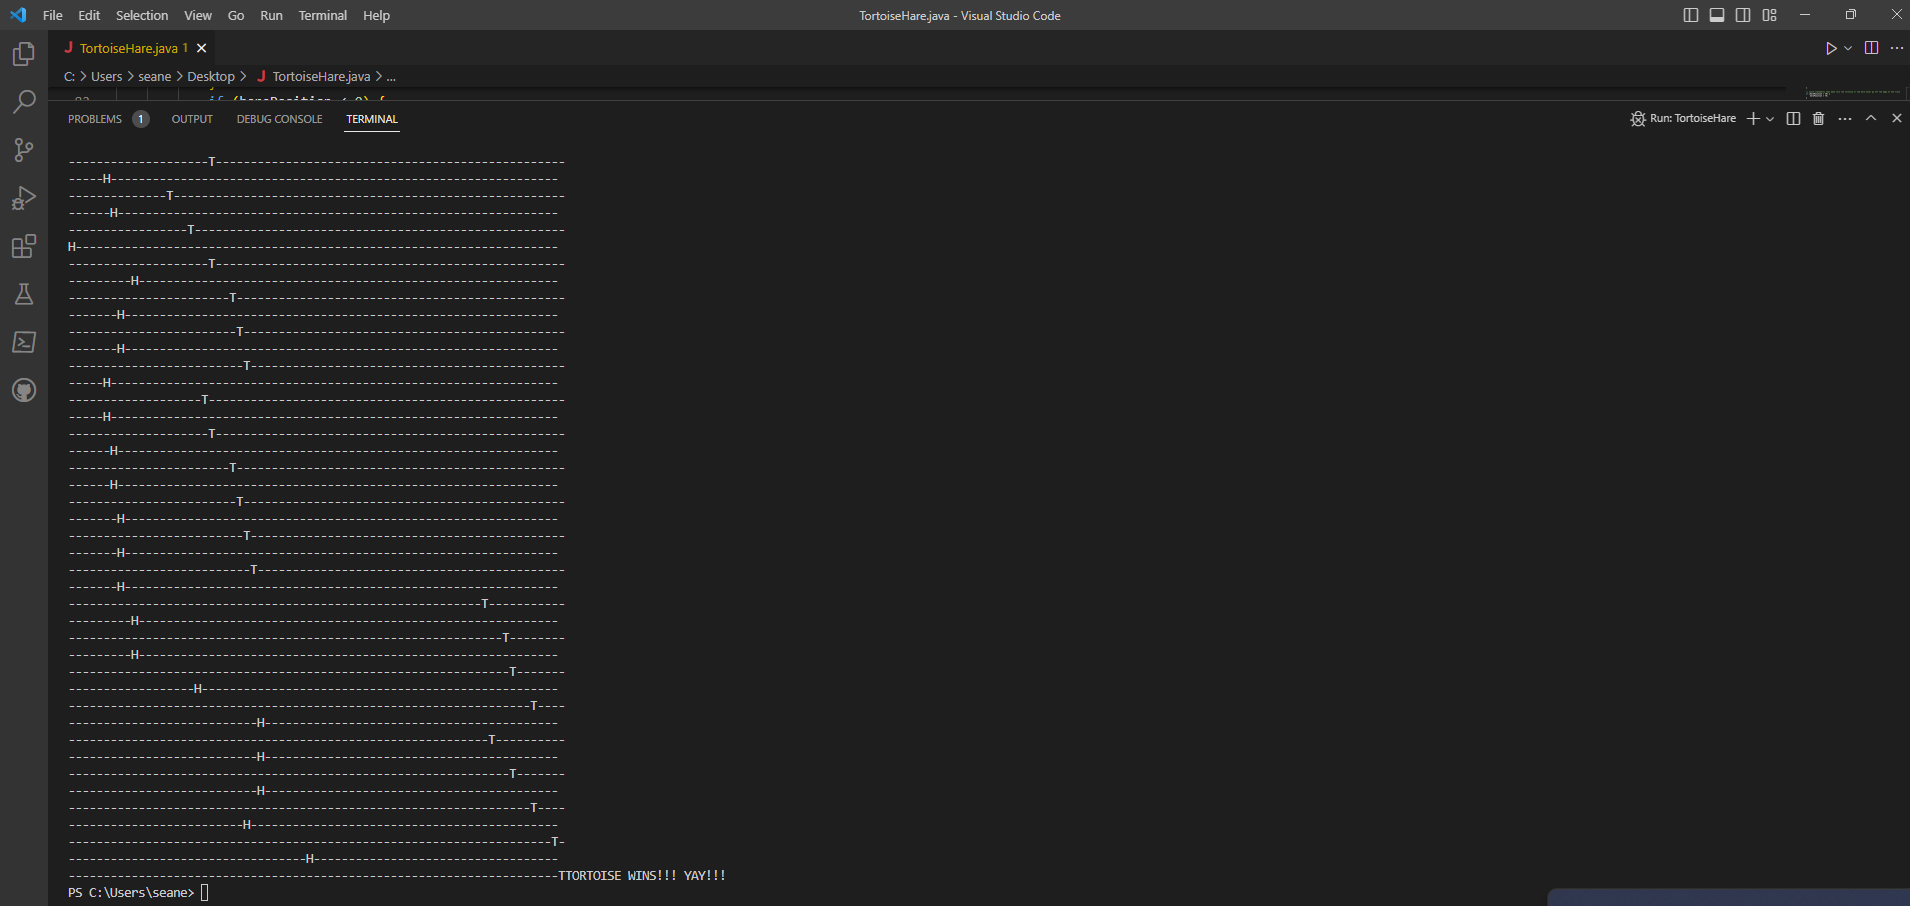 File Edit Selection View Go Run Terminal Help TortoiseHare.java - Visual Studio Code
TortoiseHare.java 1
C: > Users > seane > Desktop > TortoiseHare.java > ...
PROBLEMS 1 OUTPUT DEBUG CONSOLE TERMINAL Run: TortoiseHare
--------------------T--------------------------------------------------
-----H----------------------------------------------------------------
--------------T--------------------------------------------------------
------H---------------------------------------------------------------
-----------------T-----------------------------------------------------
H---------------------------------------------------------------------
--------------------T--------------------------------------------------
---------H------------------------------------------------------------
-----------------------T-----------------------------------------------
-------H--------------------------------------------------------------
------------------------T----------------------------------------------
-------H--------------------------------------------------------------
-------------------------T---------------------------------------------
-----H----------------------------------------------------------------
-------------------T---------------------------------------------------
-----H----------------------------------------------------------------
--------------------T--------------------------------------------------
------H---------------------------------------------------------------
-----------------------T-----------------------------------------------
------H---------------------------------------------------------------
------------------------T----------------------------------------------
-------H--------------------------------------------------------------
-------------------------T---------------------------------------------
-------H--------------------------------------------------------------
--------------------------T--------------------------------------------
-------H--------------------------------------------------------------
-----------------------------------------------------------T-----------
---------H------------------------------------------------------------
--------------------------------------------------------------T--------
---------H------------------------------------------------------------
---------------------------------------------------------------T-------
------------------H---------------------------------------------------
------------------------------------------------------------------T----
---------------------------H------------------------------------------
------------------------------------------------------------T----------
---------------------------H------------------------------------------
---------------------------------------------------------------T-------
---------------------------H------------------------------------------
------------------------------------------------------------------T----
-------------------------H--------------------------------------------
---------------------------------------------------------------------T-
----------------------------------H-----------------------------------
----------------------------------------------------------------------TTORTOISE WINS!!! YAY!!!
PS C:\Users\seane>